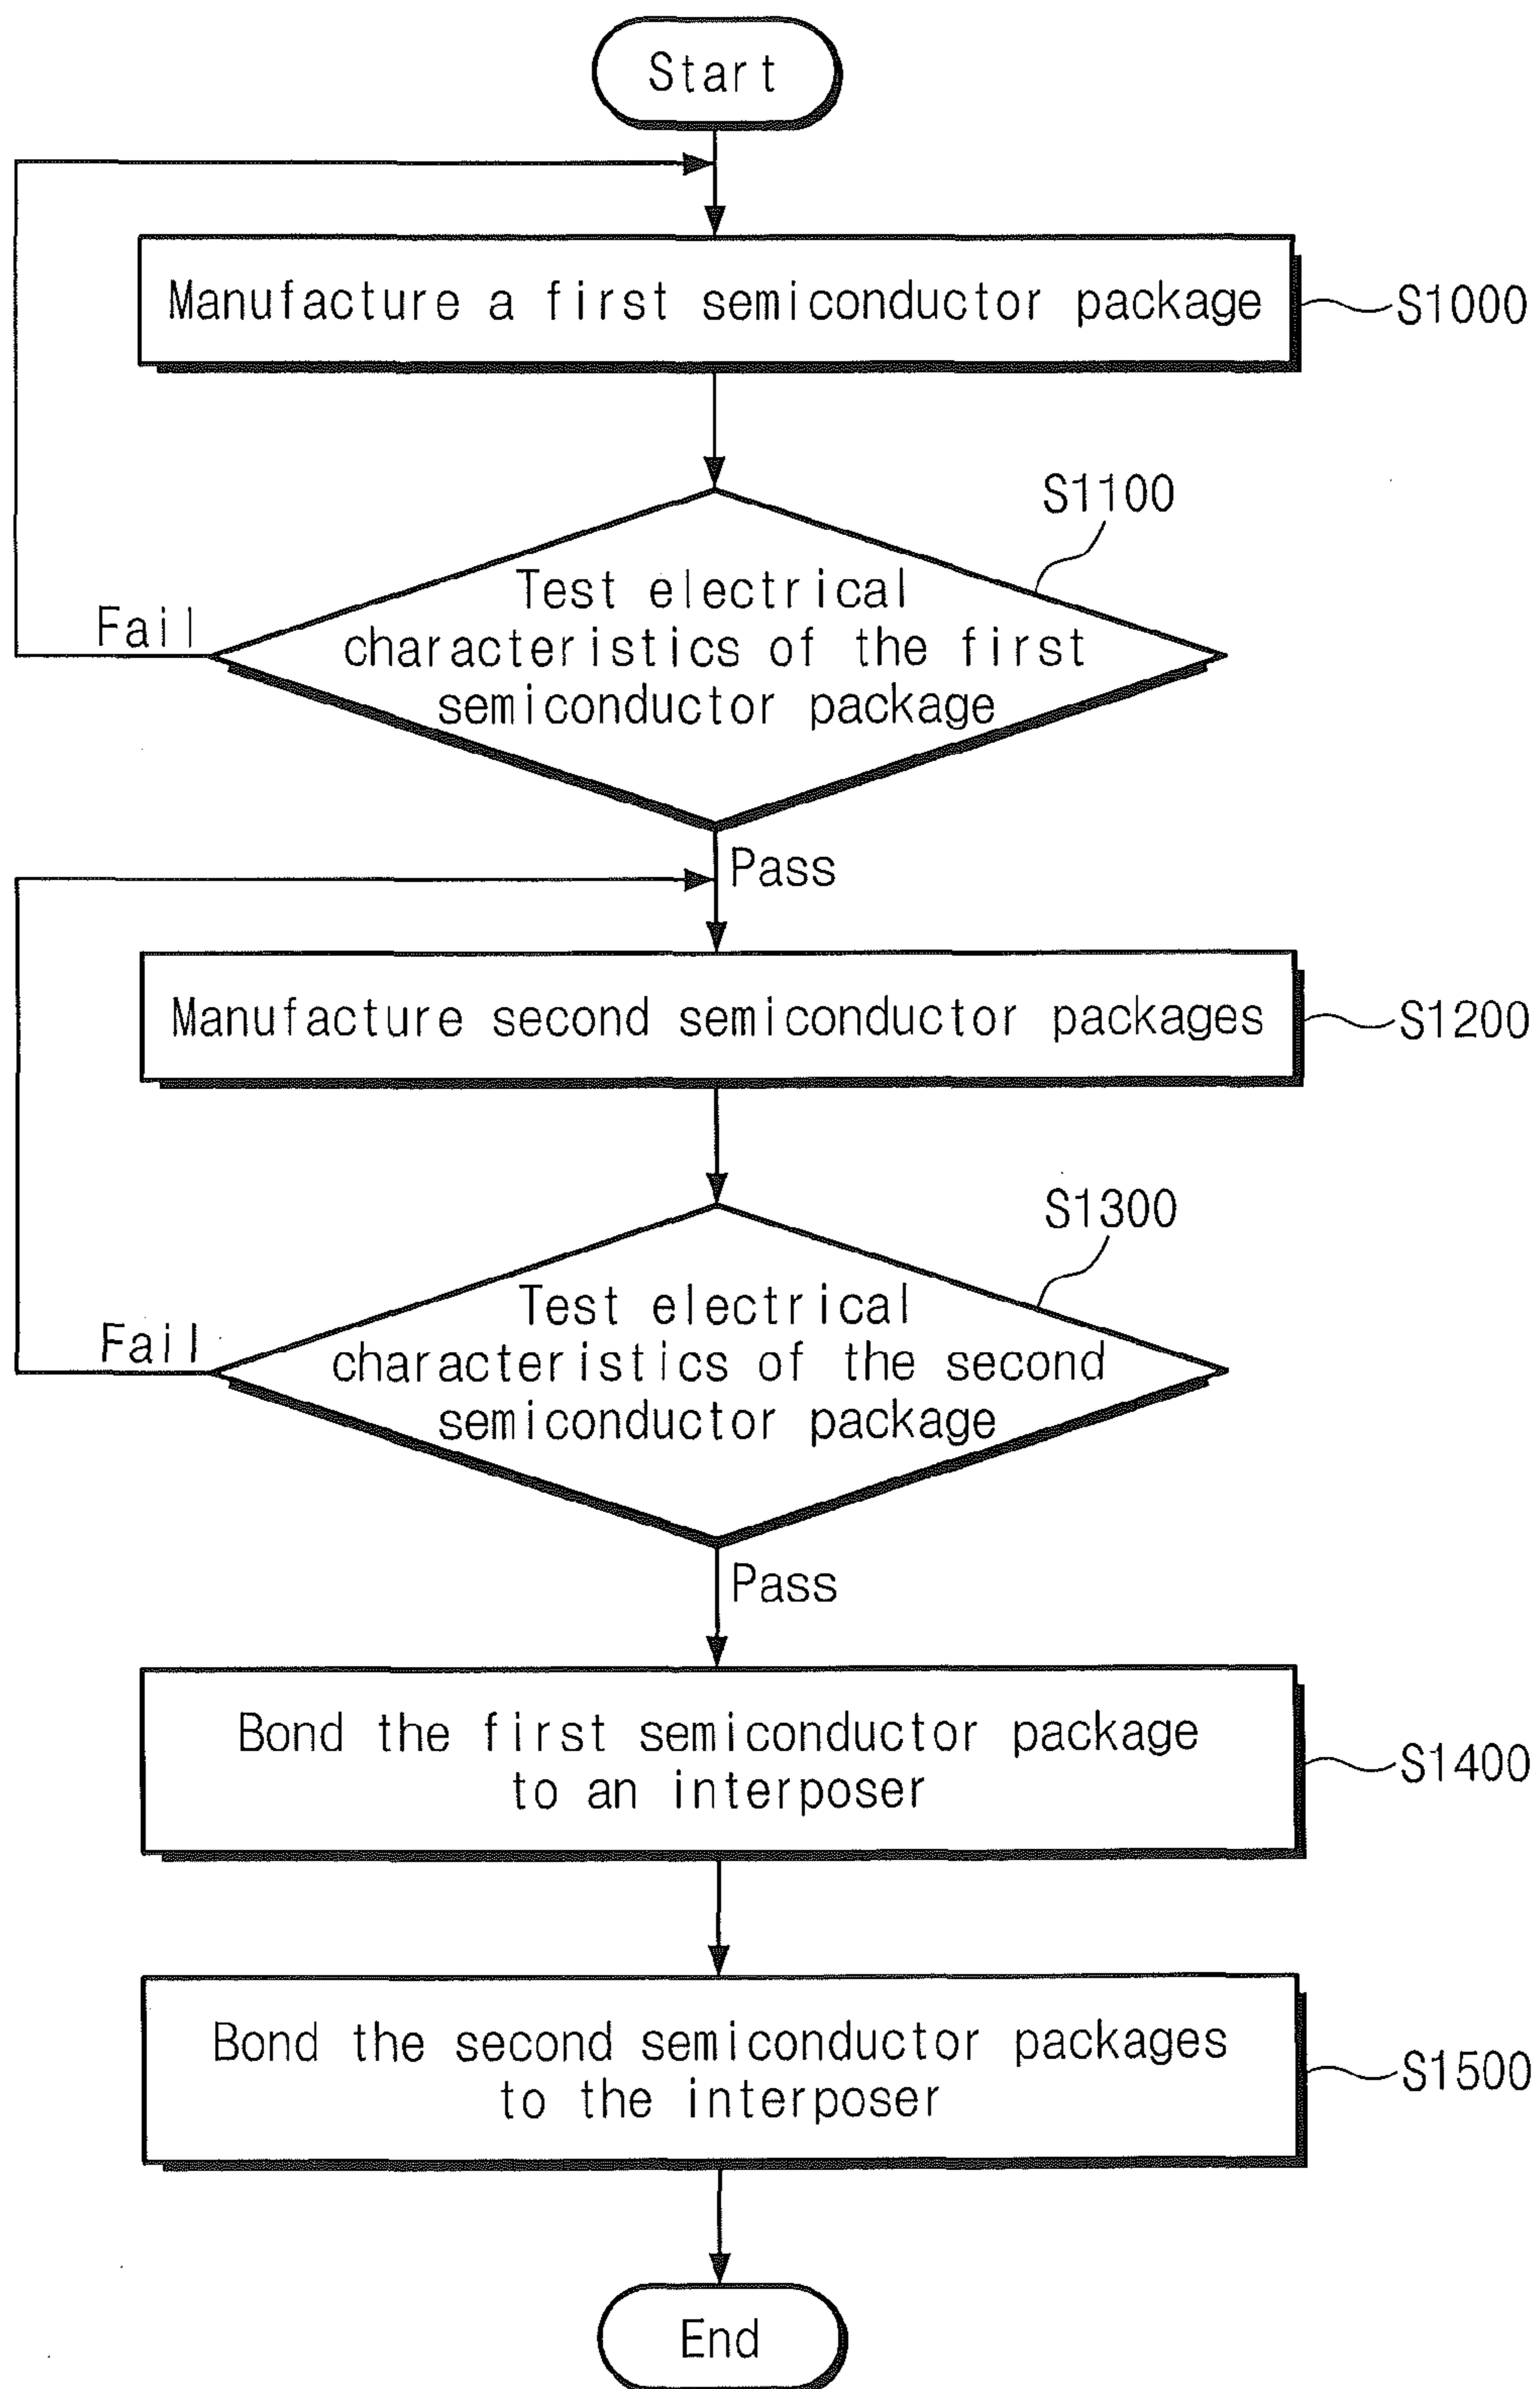 Start
Manufacture a first semiconductor package
S1000
S1100
Test electrical
characteristics of the first
semiconductor package
Fail
Pass
Manufacture second semiconductor packages
S1200
S1300
Test electrical
characteristics of the second
semiconductor package
Fail
Pass
Bond the first semiconductor package
to an interposer
S1400
Bond the second semiconductor packages
to the interposer
S1500
End